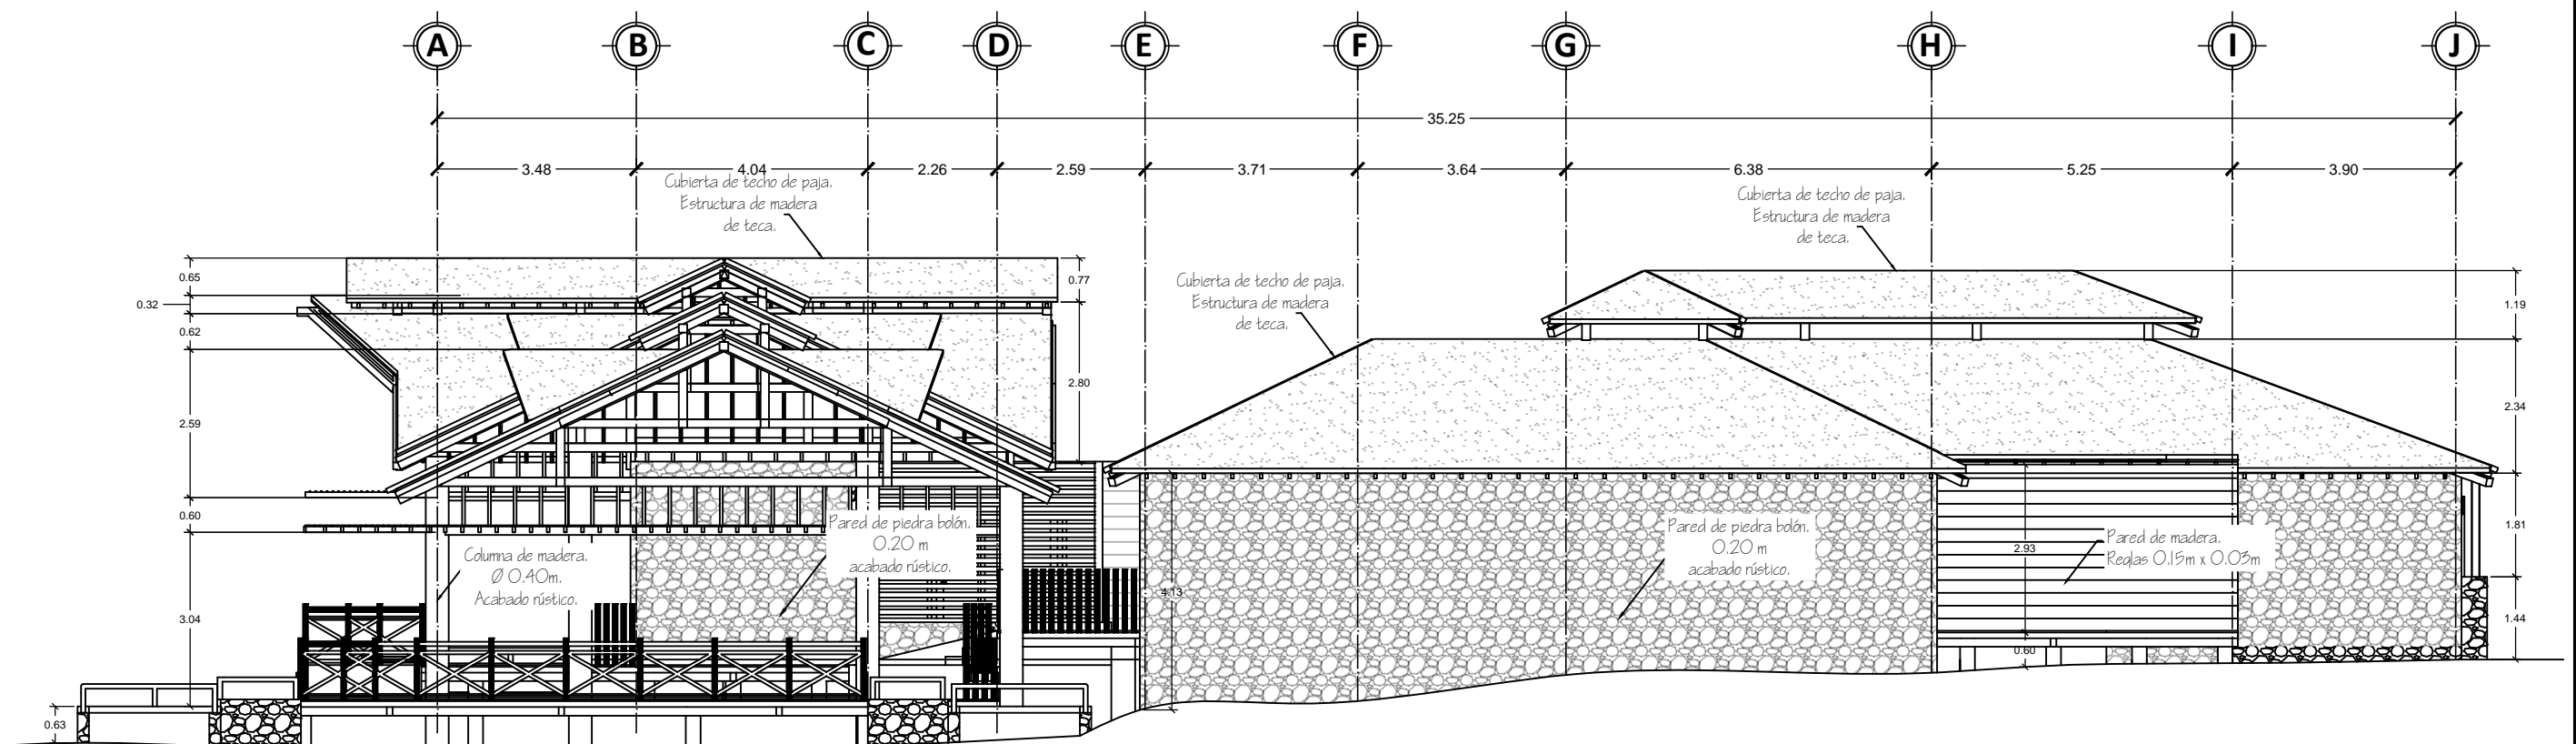 A B C D E F G H I J
35.25
3.48 4.04 2.26 2.59 3.71 3.64 6.38 5.25 3.90
Cubierta de techo de paja.
Estructura de madera
de teca.
Cubierta de techo de paja.
Estructura de madera
de teca.
Cubierta de techo de paja.
Estructura de madera
de teca.
0.65
0.32
0.62
2.59
0.60
3.04
0.63
0.77
2.80
Columna de madera.
Ø 0.40m.
Acabado rústico.
Pared de piedra bolón.
0.20 m
acabado rústico.
4.13
Pared de piedra bolón.
0.20 m
acabado rústico.
2.93
0.60
Pared de madera.
Reglas 0.15m x 0.03m
1.19
2.34
1.81
1.44